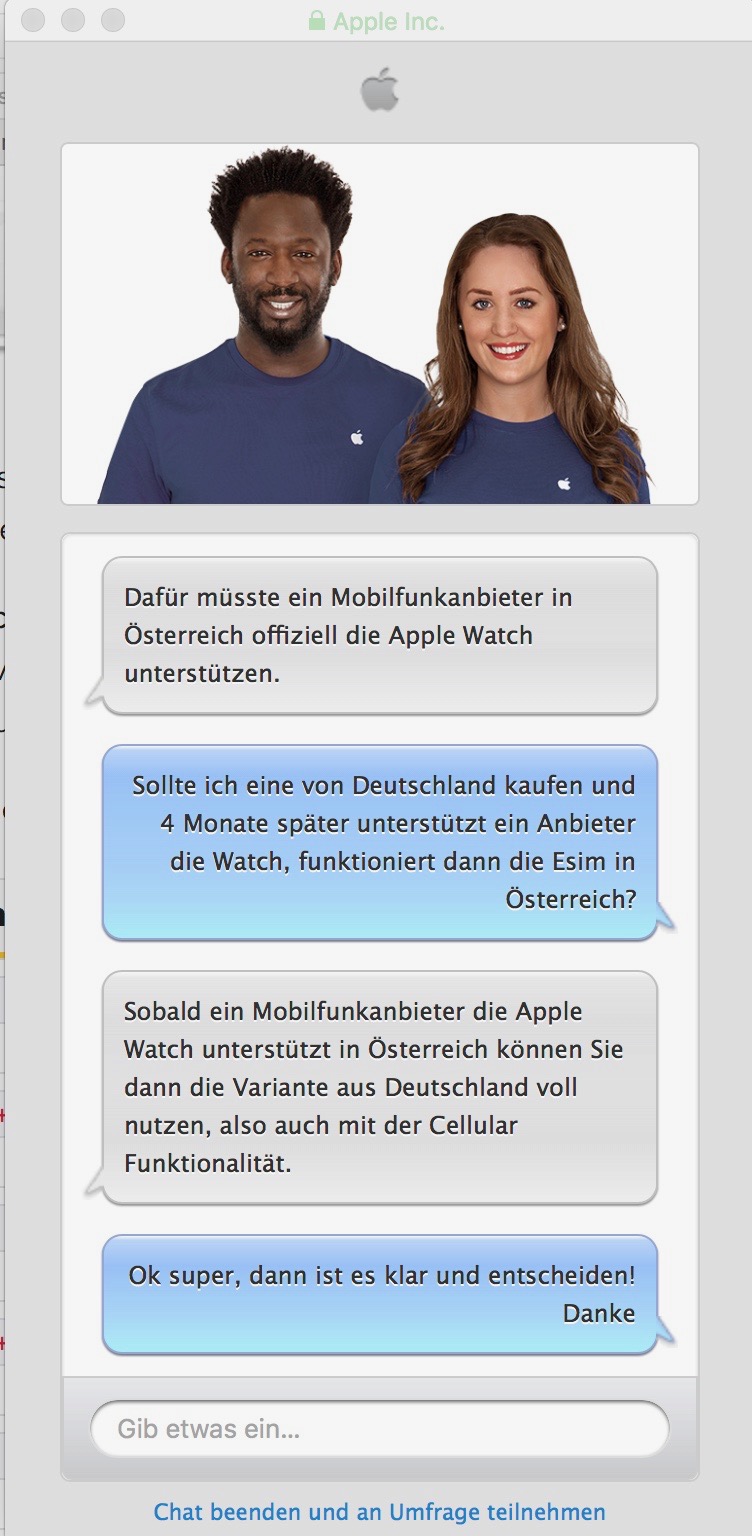 Apple Inc.
Dafür müsste ein Mobilfunkanbieter in
Österreich offiziell die Apple Watch
unterstützen.
Sollte ich eine von Deutschland kaufen und
4 Monate später unterstützt ein Anbieter
die Watch, funktioniert dann die Esim in
Österreich?
Sobald ein Mobilfunkanbieter die Apple
Watch unterstützt in Österreich können Sie
dann die Variante aus Deutschland voll
nutzen, also auch mit der Cellular
Funktionalität.
Ok super, dann ist es klar und entscheiden!
Danke
Gib etwas ein...
Chat beenden und an Umfrage teilnehmen